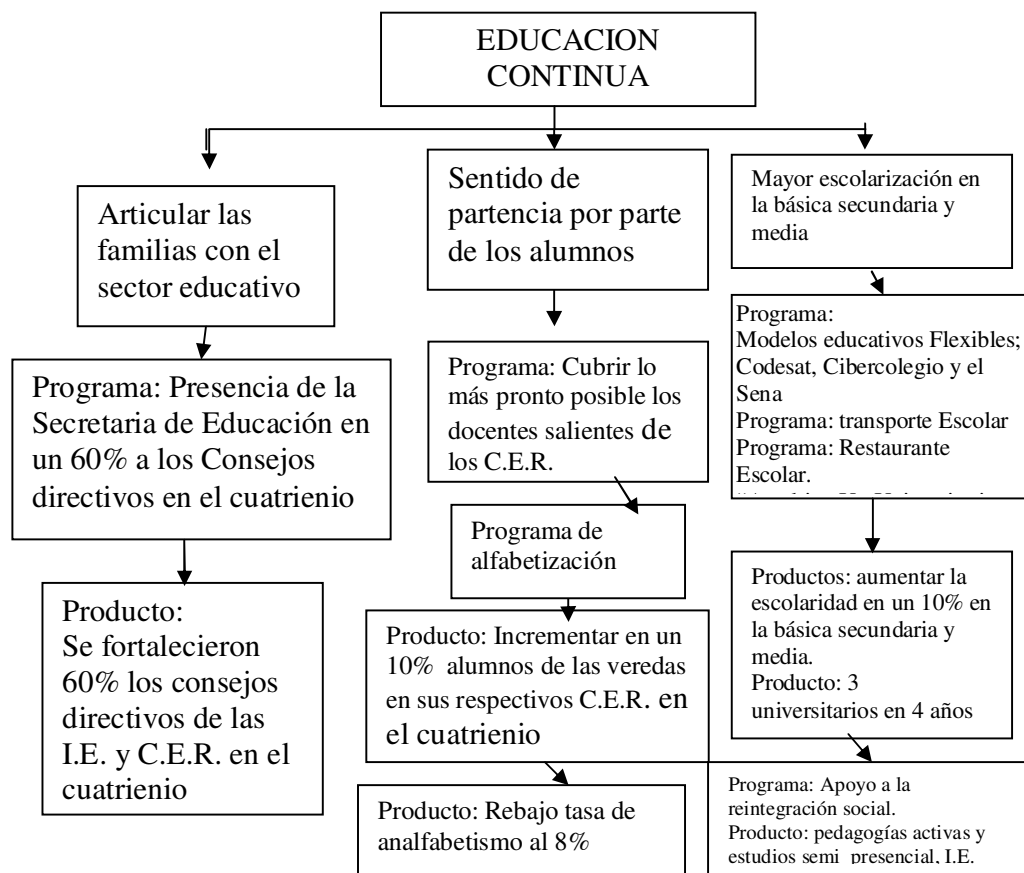 EDUCACION
CONTINUA
Articular las
familias con el
sector educativo
Programa: Presencia de la
Secretaria de Educación en
un 60% a los Consejos
directivos en el cuatrienio
Producto:
Se fortalecieron
60% los consejos
directivos de las
I.E. y C.E.R. en el
cuatrienio
Sentido de
partencia por parte
de los alumnos
Programa: Cubrir lo
más pronto posible los
docentes salientes de
los C.E.R.
Programa de
alfabetización
Producto: Incrementar en un
10% alumnos de las veredas
en sus respectivos C.E.R. en
el cuatrienio
Producto: Rebajo tasa de
analfabetismo al 8%
Mayor escolarización en
la básica secundaria y
media
Programa:
Modelos educativos Flexibles;
Codesat, Cibercolegio y el
Sena
Programa: transporte Escolar
Programa: Restaurante
Escolar.
Productos: aumentar la
escolaridad en un 10% en
la básica secundaria y
media.
Producto: 3
universitarios en 4 años
Programa: Apoyo a la
reintegración social.
Producto: pedagogías activas y
estudios semi presencial, I.E.